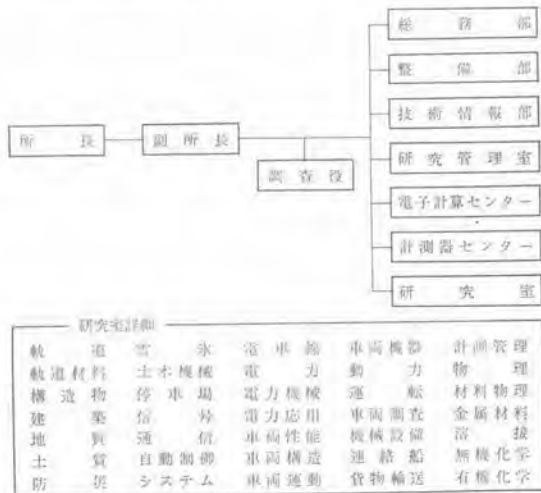 総務部
整備部
技術情報部
所長 副所長
研究管理室
調査役
電子計算センター
計測器センター
研究室
研究室詳細
軌道 雪氷 電車線 車両機器 計画管理
軌道材料 土木機械 電力 動力 物理
構造物 停車場 電力機械 運転 材料物理
建築 信号 電力応用 車両調査 金属材料
地質 通信 車両性能 機械設備 溶接
土質 自動制御 車両構造 連絡船 無機化学
防災 システム 車両運動 貨物輸送 有機化学